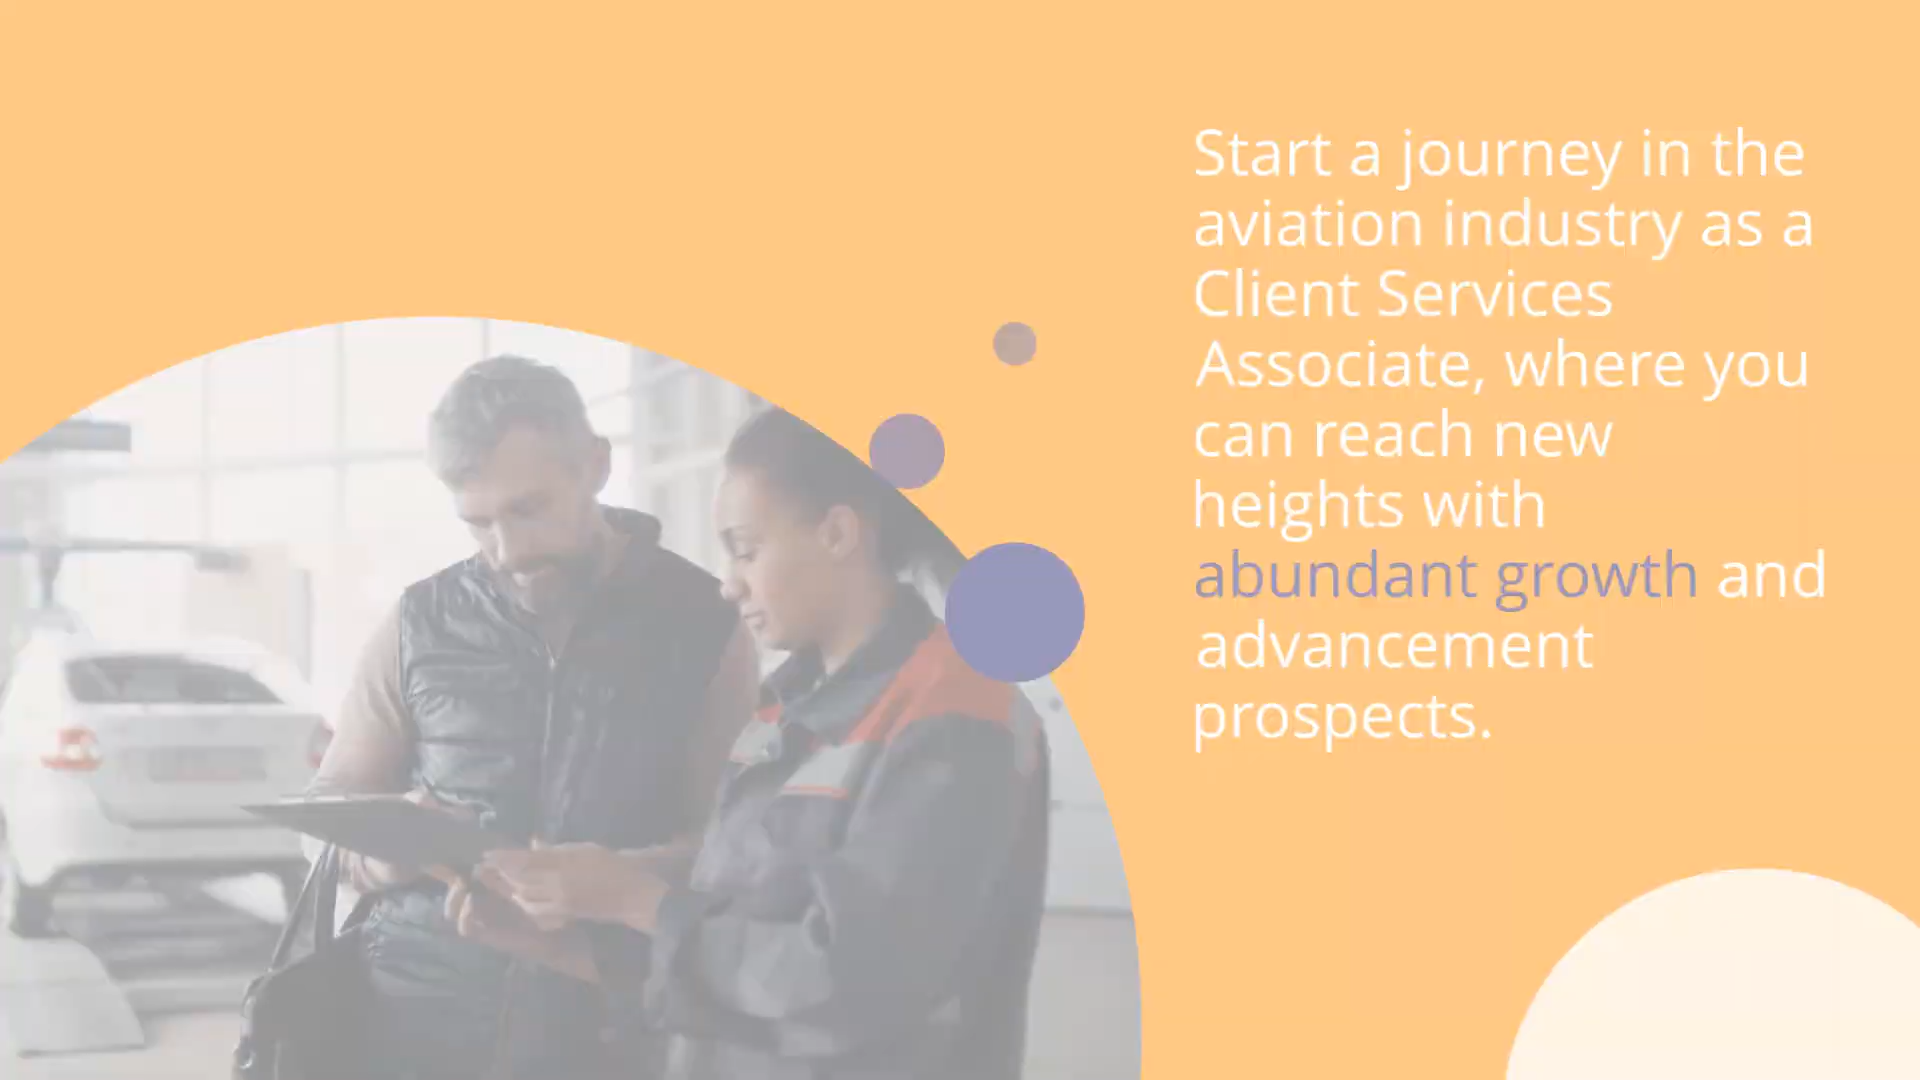 Start a journey in the
aviation industry as a
Client Services
Associate, where you
can reach new
heights with
abundant growth and
advancement
prospects.